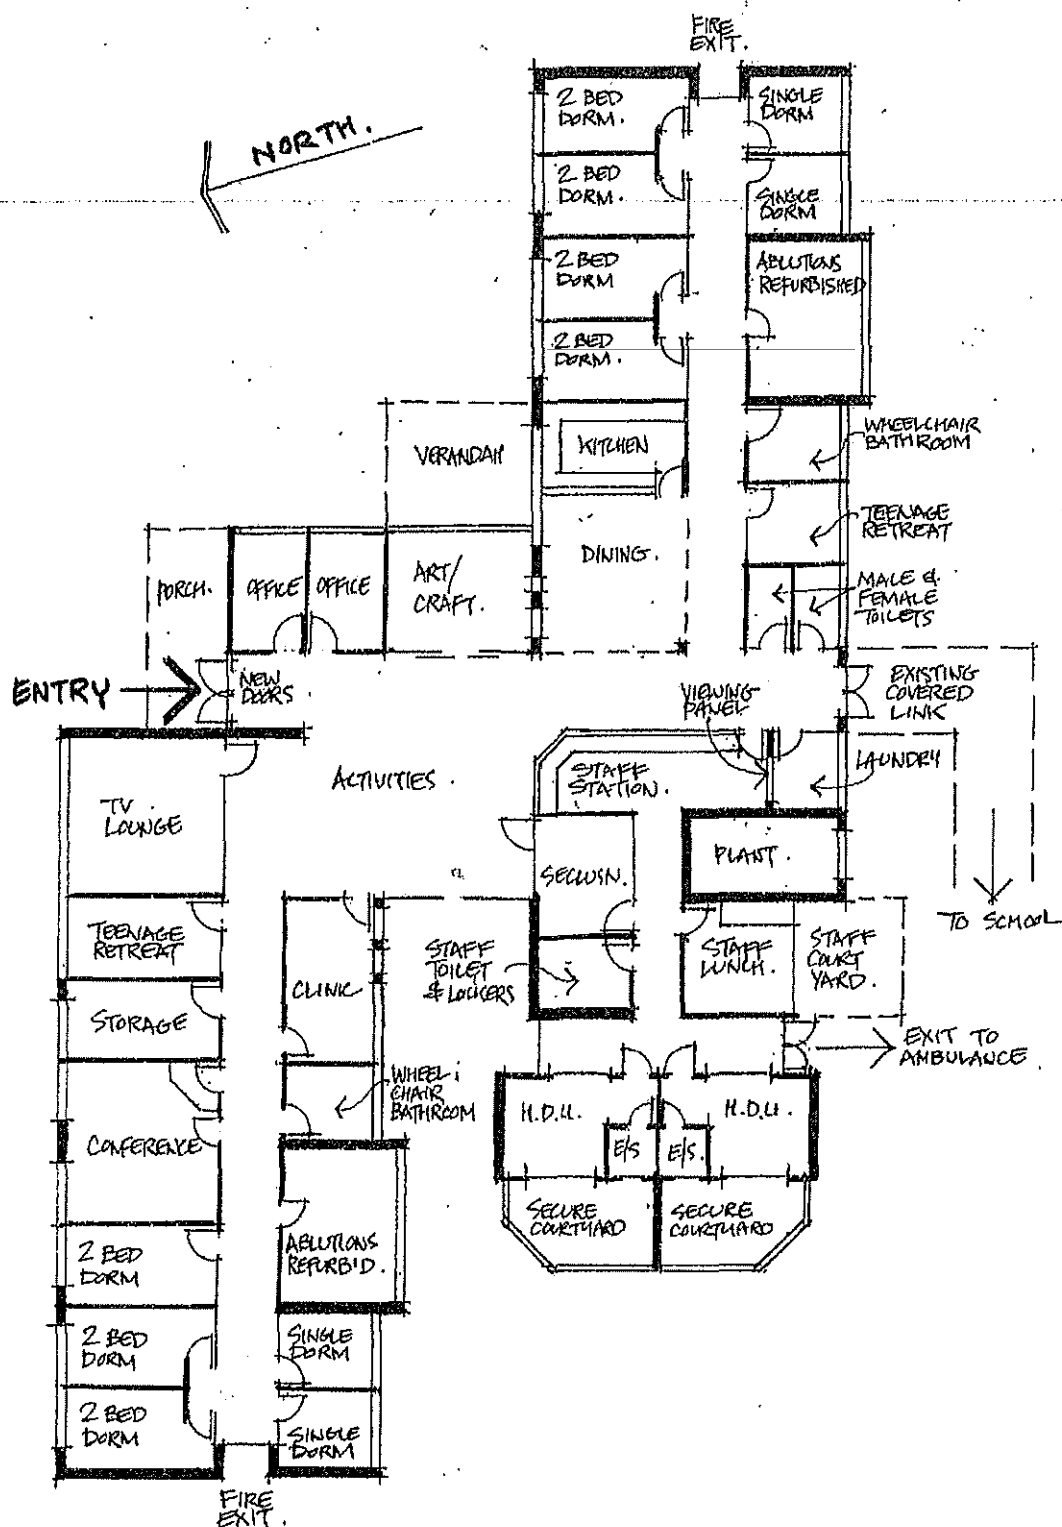 FIRE
EXIT.
NORTH.
2 BED
DORM.
SINGLE
DORM
2 BED
DORM.
SINGLE
DORM
2 BED
DORM
ABLUTIONS
REFURBISHED
2 BED
DORM.
VERANDAH
KITCHEN
WHEELCHAIR
BATHROOM
TEENAGE
RETREAT
PORCH.
OFFICE
OFFICE
ART/
CRAFT.
DINING.
MALE &
FEMALE
TOILETS
ENTRY
NEW
DOORS
VIEWING
PANEL
EXISTING
COVERED
LINK
TV
LOUNGE
ACTIVITIES.
STAFF
STATION.
LAUNDRY
PLANT.
SECLUSN.
TO SCHOOL
TEENAGE
RETREAT
CLINIC
STAFF
TOILET
& LOCKERS
STAFF
LUNCH.
STAFF
COURT
YARD.
STORAGE
EXIT TO
AMBULANCE
WHEEL
CHAIR
BATHROOM
H.D.U.
H.D.U.
CONFERENCE
E/S
E/S.
SECURE
COURTYARD
SECURE
COURTYARD
2 BED
DORM
ABLUTIONS
REFURB'D.
2 BED
DORM
SINGLE
DORM
2 BED
DORM
SINGLE
DORM
FIRE
EXIT.